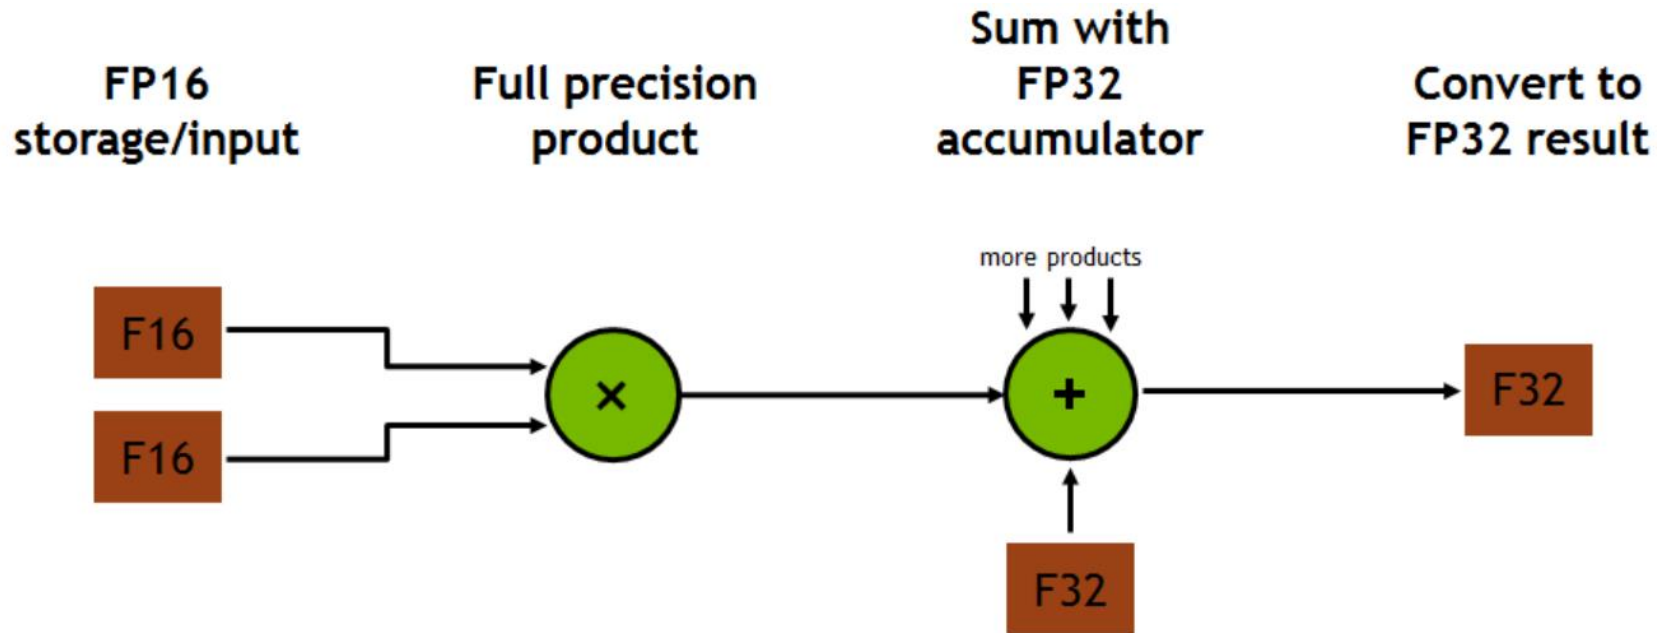 FP16
storage/input
Full precision
product
Sum with
FP32
accumulator
Convert to
FP32 result
more products
F16
F16
×
+
F32
F32